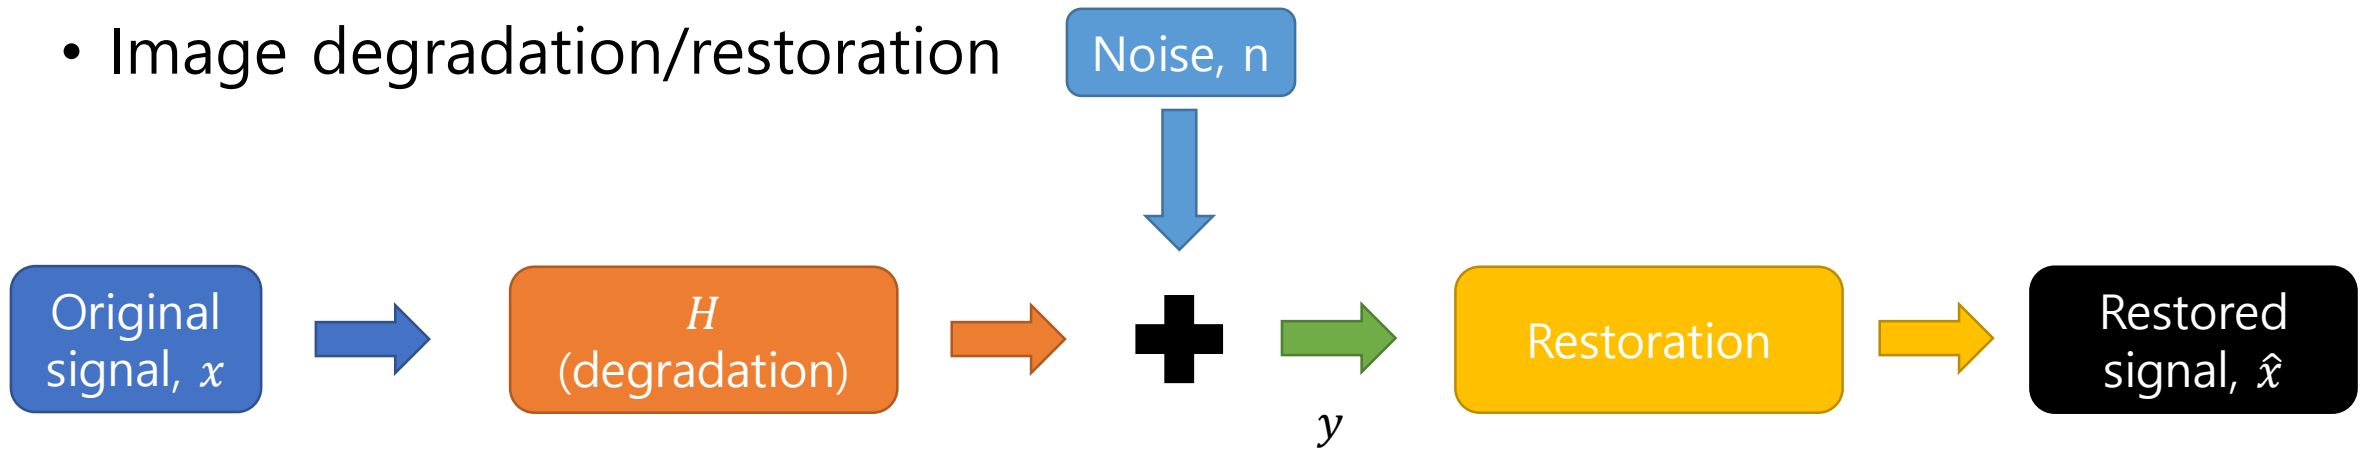 • Image degradation/restoration
Noise, n
Original
signal, x
H
(degradation)
y
Restoration
Restored
signal, x̂